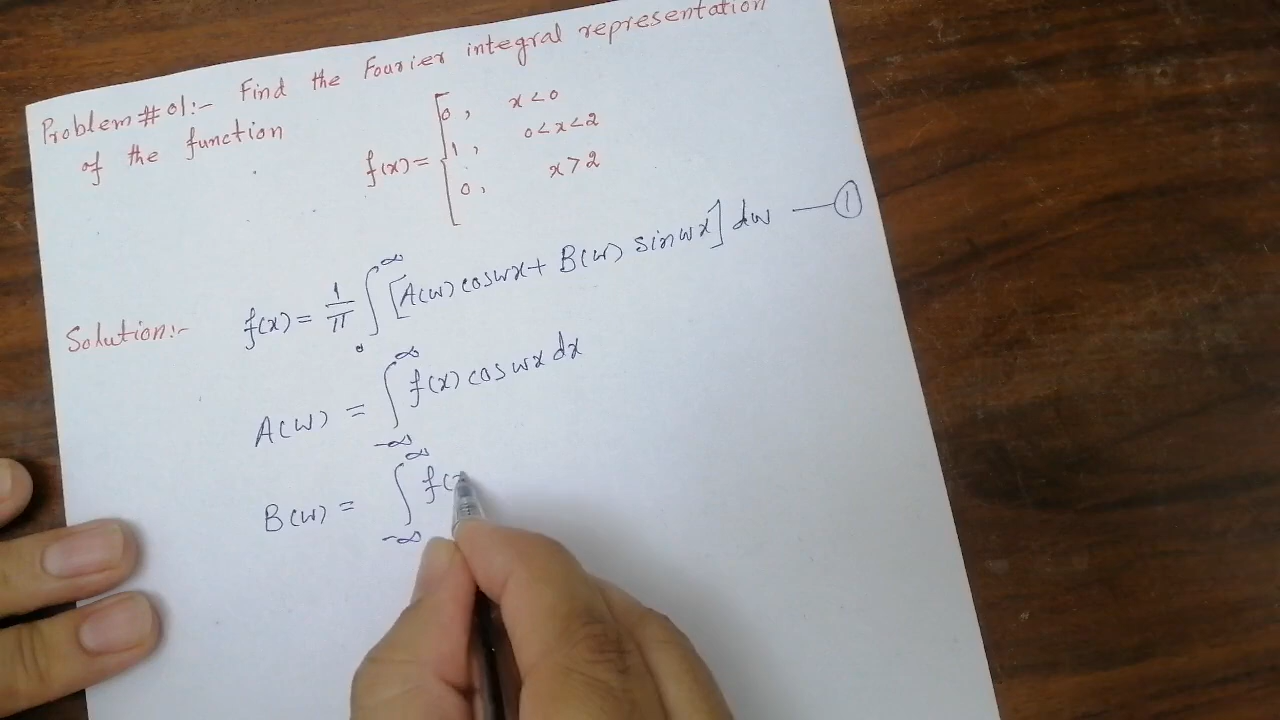 Problem # 01:- Find the Fourier integral representation
of the function
f(x) = [ 0 , x < 0
1 , 0 < x < 2
0 , x > 2
Solution:- f(x) = 1/π ∫₀^∞ [A(w) cos wx + B(w) sin wx] dw — ①
A(w) = ∫_-∞^∞ f(x) cos wx dx
B(w) = ∫_-∞^∞ f(x